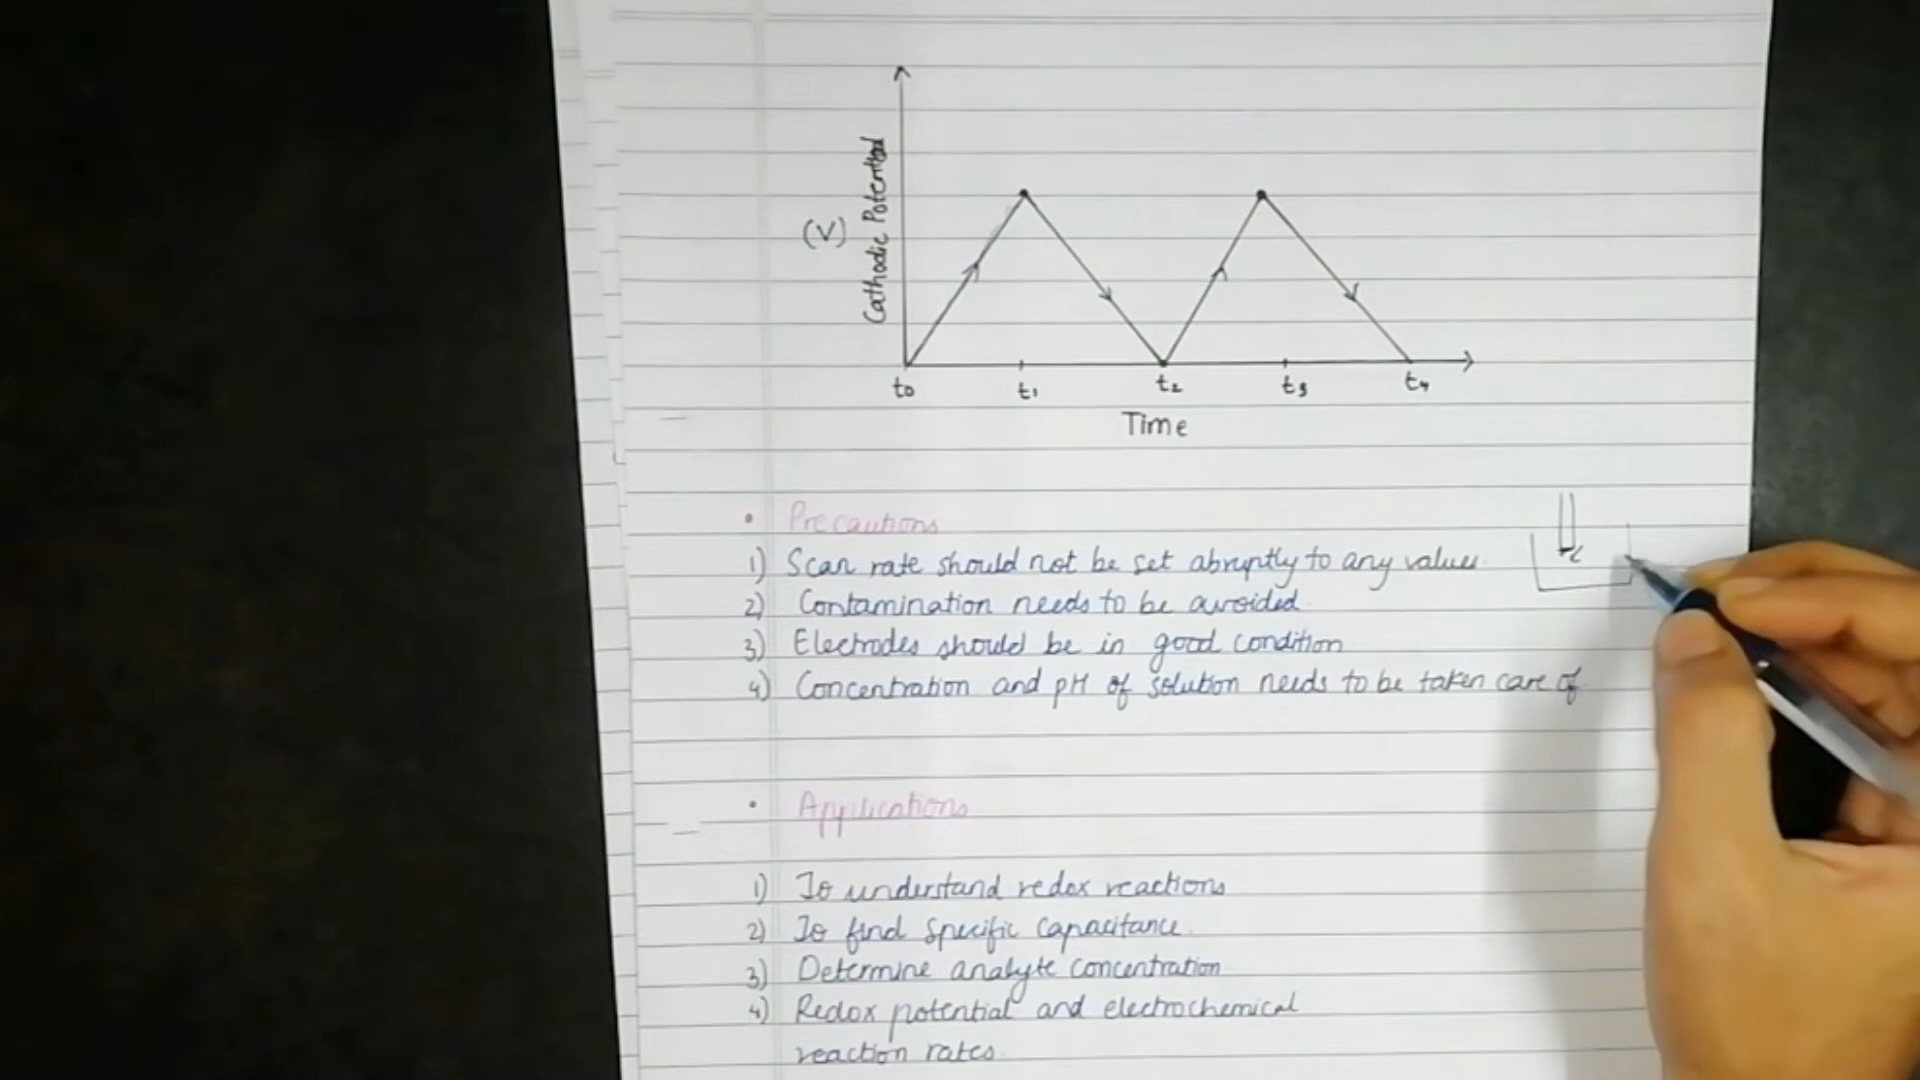 (V)
Cathodic Potential
t0 t1 t2 t3 t4
Time
• Precautions
1) Scan rate should not be set abruptly to any values.
2) Contamination needs to be avoided
3) Electrodes should be in good condition
4) Concentration and pH of solution needs to be taken care of
• Applications
1) To understand redox reactions
2) To find specific capacitance.
3) Determine analyte concentration
4) Redox potential and electrochemical
reaction rates.